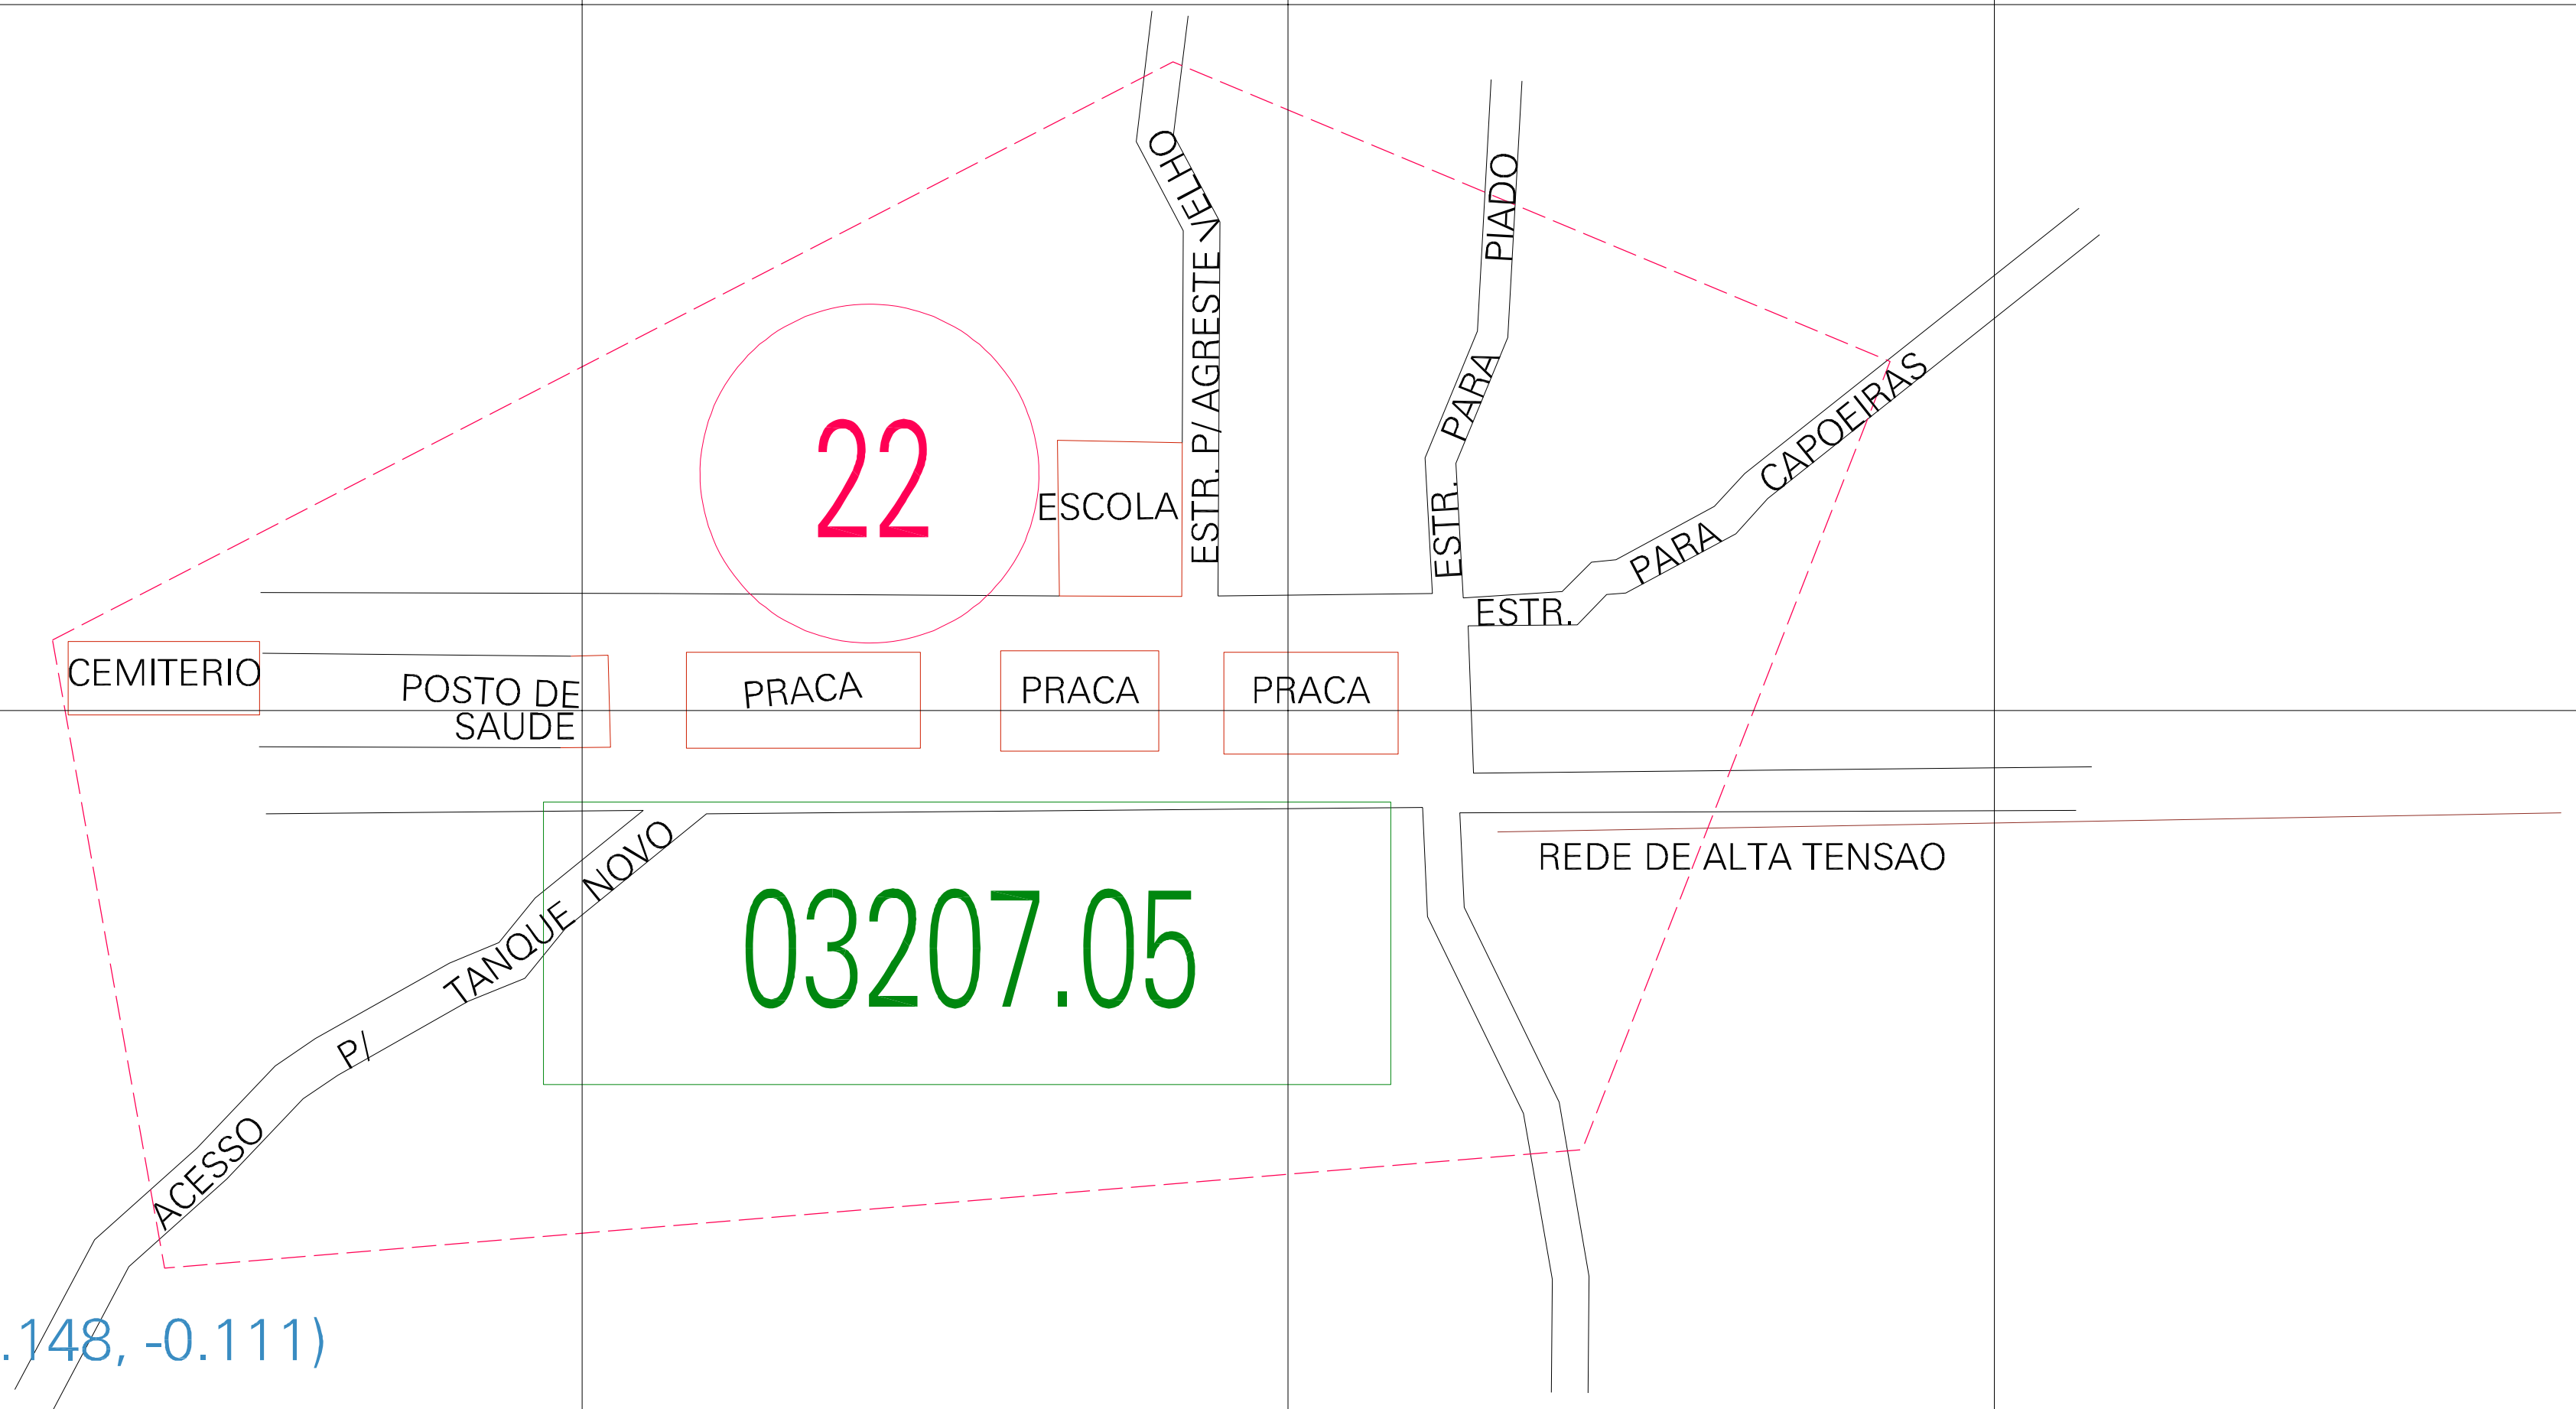 ESTR. P/ AGRESTE VELHO
ESTR. PARA PIADO
ESTR. PARA CAPOEIRAS
22
ESCOLA
CEMITERIO
POSTO DE
SAUDE
PRACA
PRACA
PRACA
REDE DE ALTA TENSAO
03207.05
ACESSO P/ TANQUE NOVO
.148, -0.111)